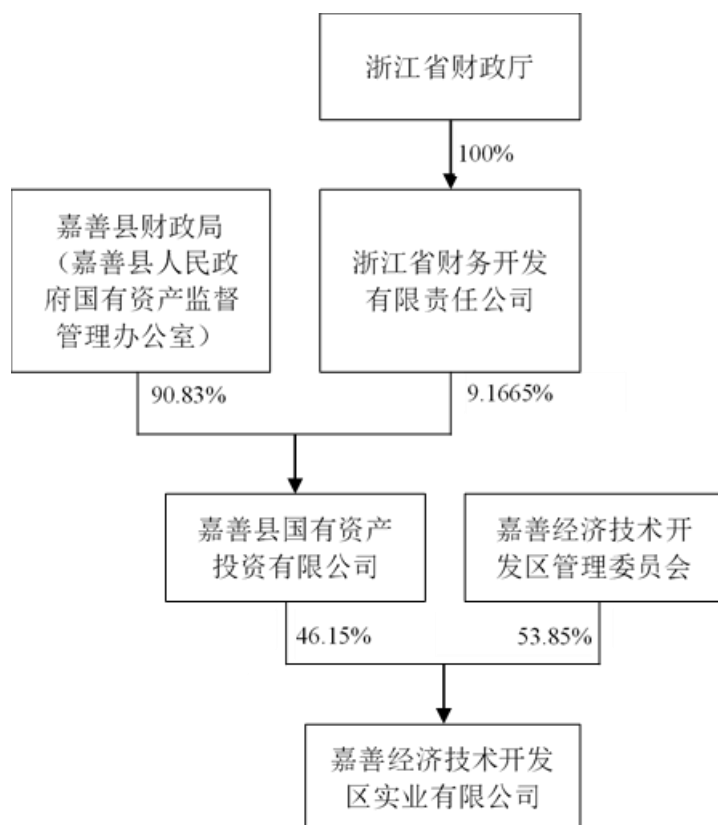 浙江省财政厅
100%
嘉善县财政局
（嘉善县人民政
府国有资产监督
管理办公室）
浙江省财务开发
有限责任公司
90.83%
9.1665%
嘉善县国有资产
投资有限公司
嘉善经济技术开
发区管理委员会
46.15%
53.85%
嘉善经济技术开发
区实业有限公司